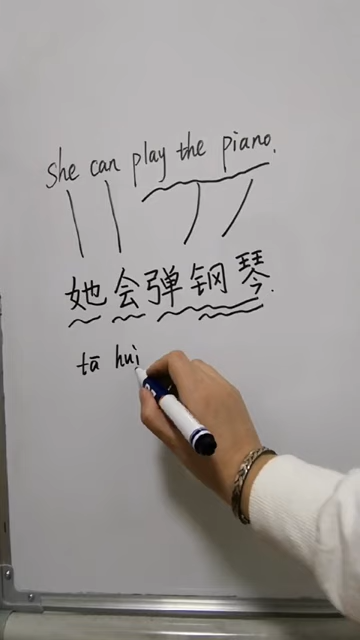 she can play the piano.
她会弹钢琴.
tā huì